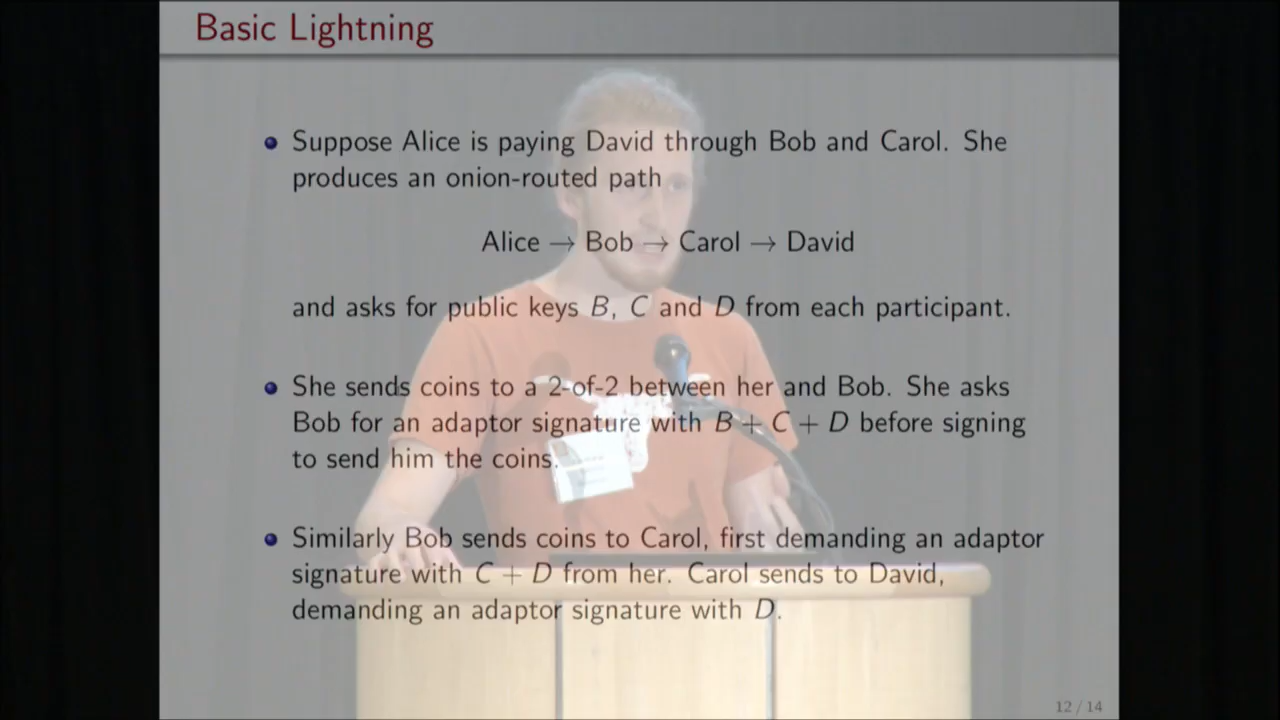 Basic Lightning
Suppose Alice is paying David through Bob and Carol. She
produces an onion-routed path
Alice → Bob → Carol → David
and asks for public keys B, C and D from each participant.
She sends coins to a 2-of-2 between her and Bob. She asks
Bob for an adaptor signature with B + C + D before signing
to send him the coins.
Similarly Bob sends coins to Carol, first demanding an adaptor
signature with C + D from her. Carol sends to David,
demanding an adaptor signature with D.
12 / 14